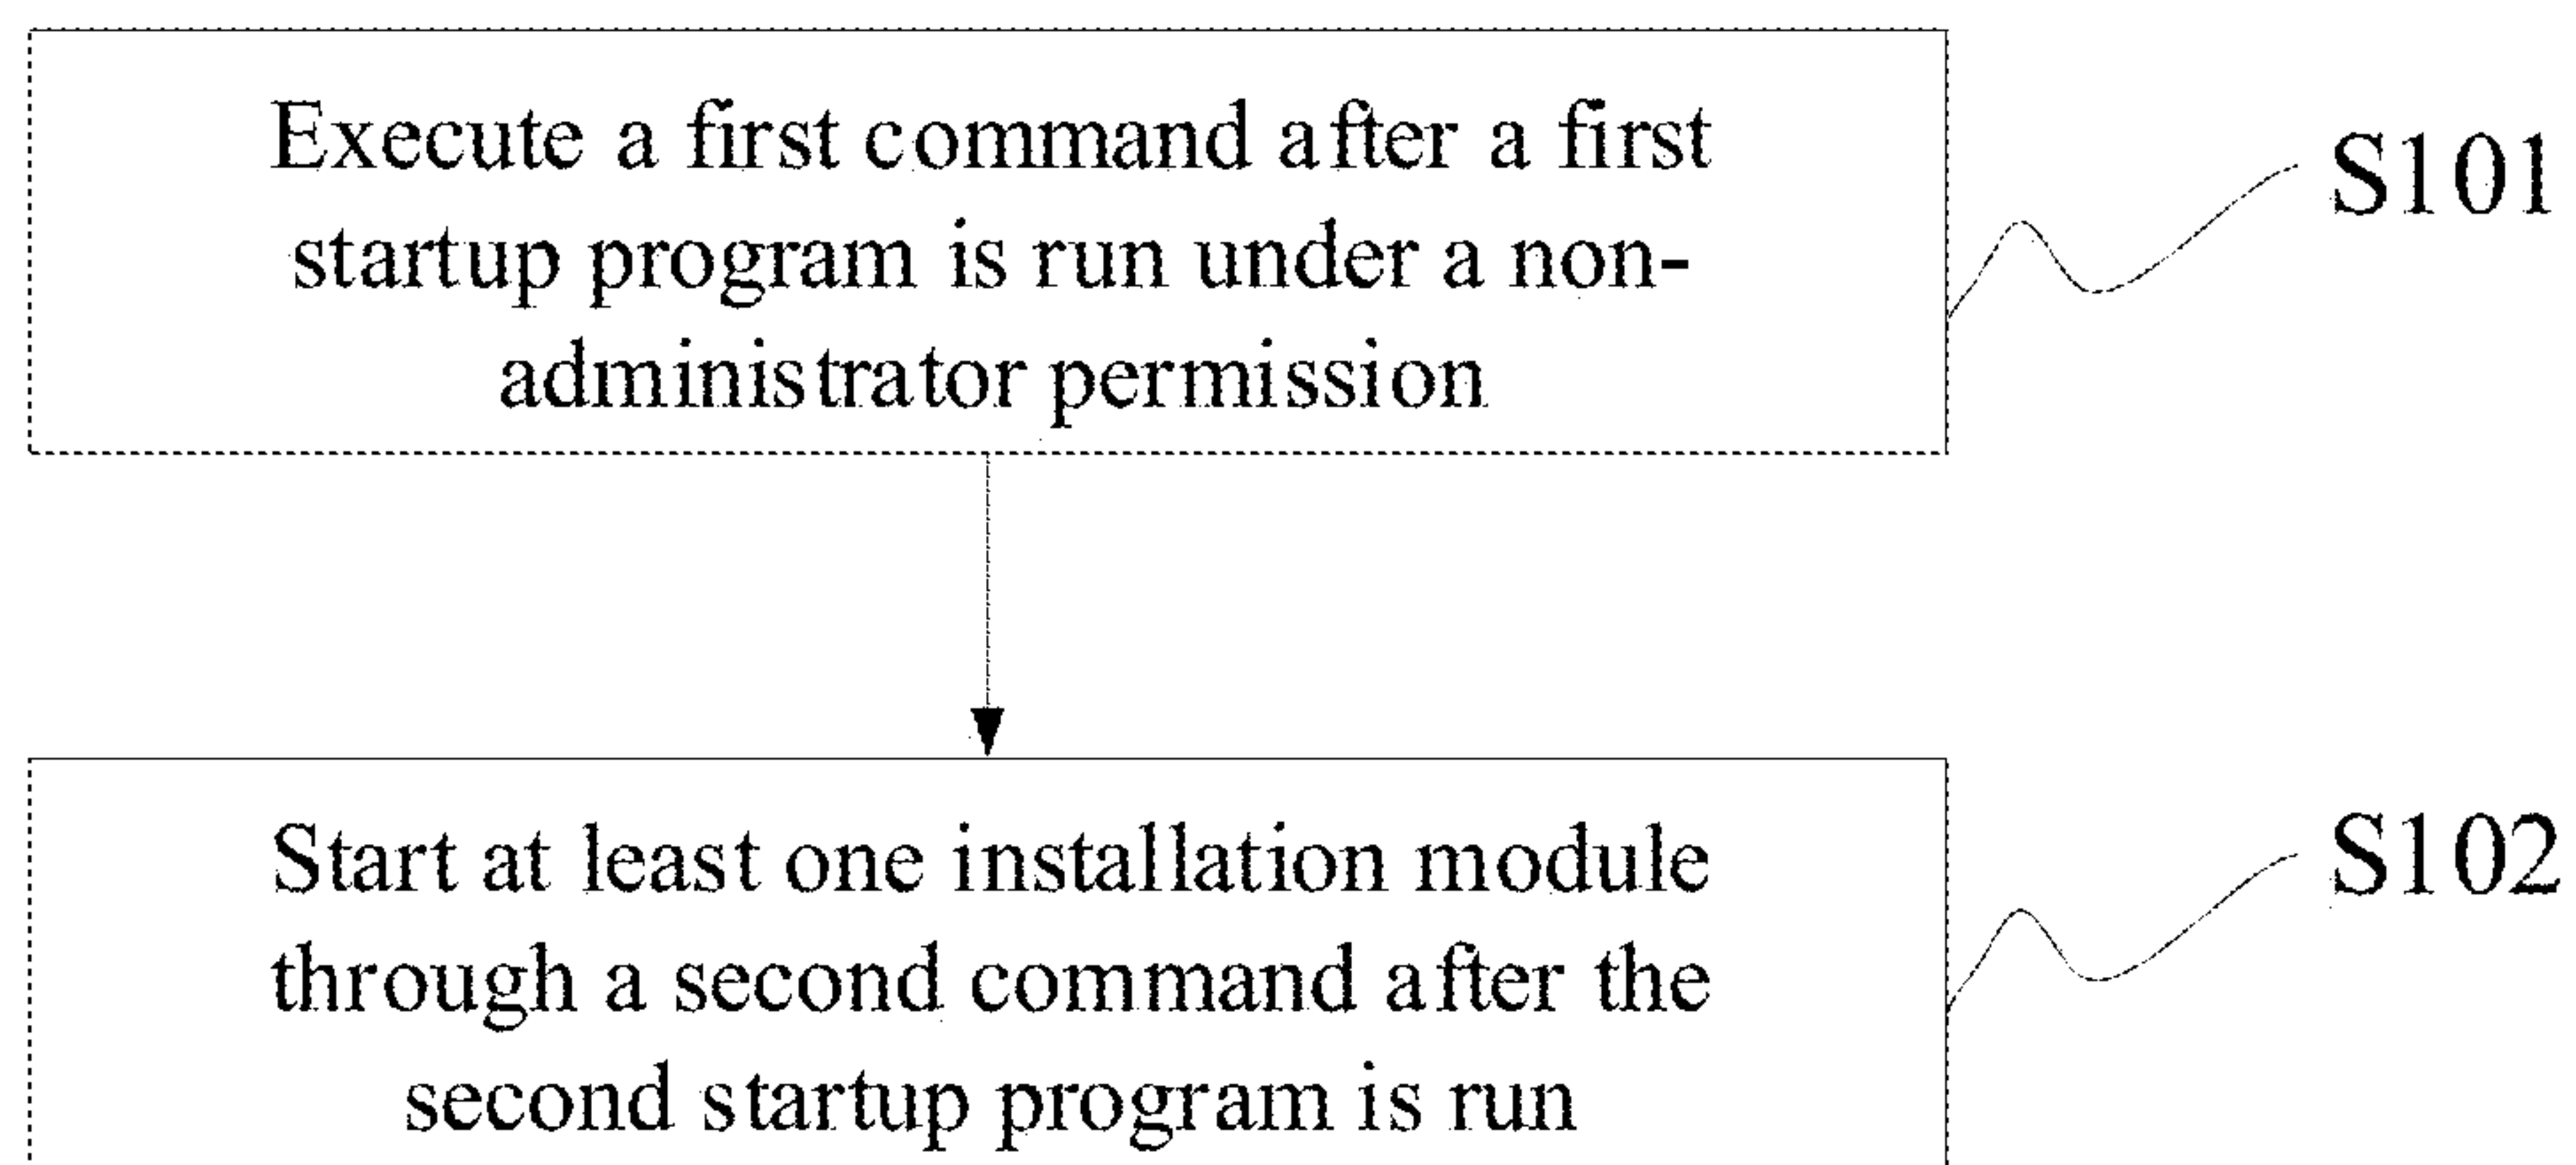 Execute a first command after a first
startup program is run under a non-
administrator permission
S101
Start at least one installation module
through a second command after the
second startup program is run
S102